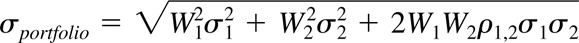 σ_portfolio = √(W₁²σ₁² + W₂²σ₂² + 2W₁W₂ρ₁,₂σ₁σ₂)